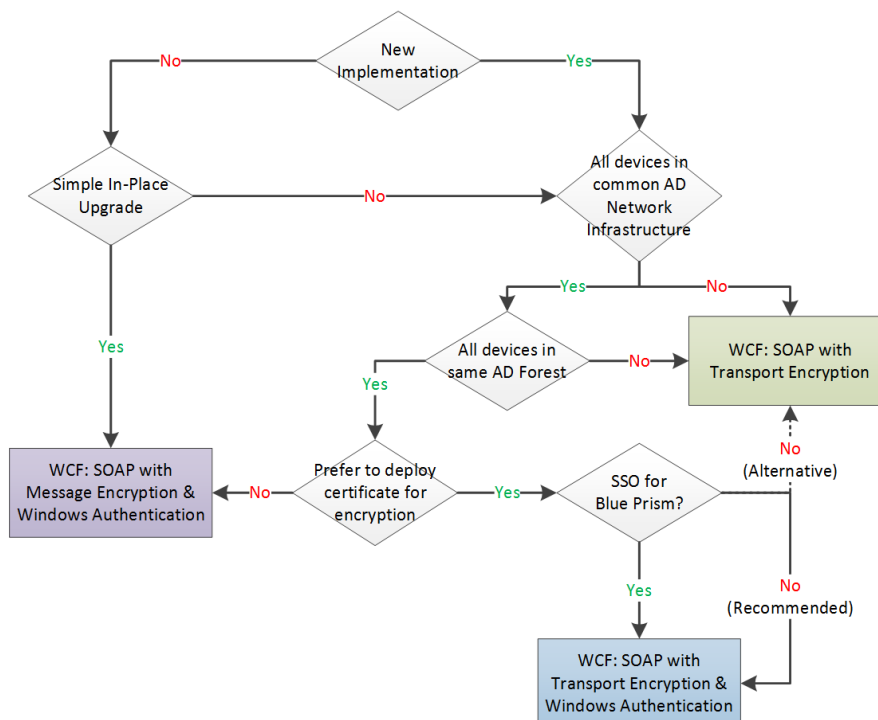 New
Implementation
No
Yes
Simple In-Place
Upgrade
No
All devices in
common AD
Network
Infrastructure
Yes
No
Yes
All devices in
same AD Forest
No
WCF: SOAP with
Transport Encryption
Yes
WCF: SOAP with
Message Encryption &
Windows Authentication
No
Prefer to deploy
certificate for
encryption
Yes
SSO for
Blue Prism?
No
(Alternative)
Yes
No
(Recommended)
WCF: SOAP with
Transport Encryption &
Windows Authentication